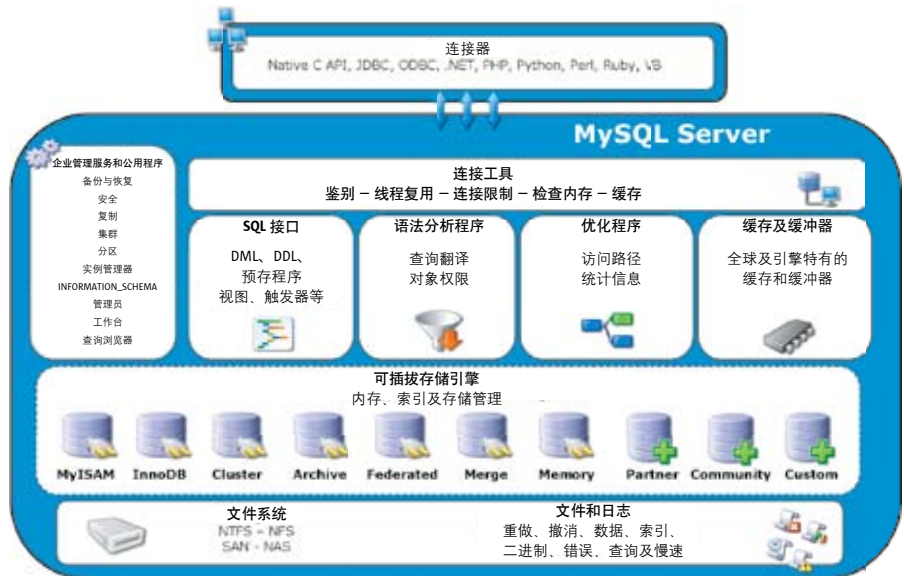 连接器
Native C API, JDBC, ODBC, .NET, PHP, Python, Perl, Ruby, VB
MySQL Server
企业管理服务和公用程序
备份与恢复
安全
复制
集群
分区
实例管理器
INFORMATION_SCHEMA
管理员
工作台
查询浏览器
连接工具
鉴别 – 线程复用 – 连接限制 – 检查内存 – 缓存
SQL 接口
DML、DDL、
预存程序
视图、触发器等
语法分析程序
查询翻译
对象权限
优化程序
访问路径
统计信息
缓存及缓冲器
全球及引擎特有的
缓存和缓冲器
可插拔存储引擎
内存、索引及存储管理
MyISAM InnoDB Cluster Archive Federated Merge Memory Partner Community Custom
文件系统
NTFS – NFS
SAN - NAS
文件和日志
重做、撤消、数据、索引、
二进制、错误、查询及慢速